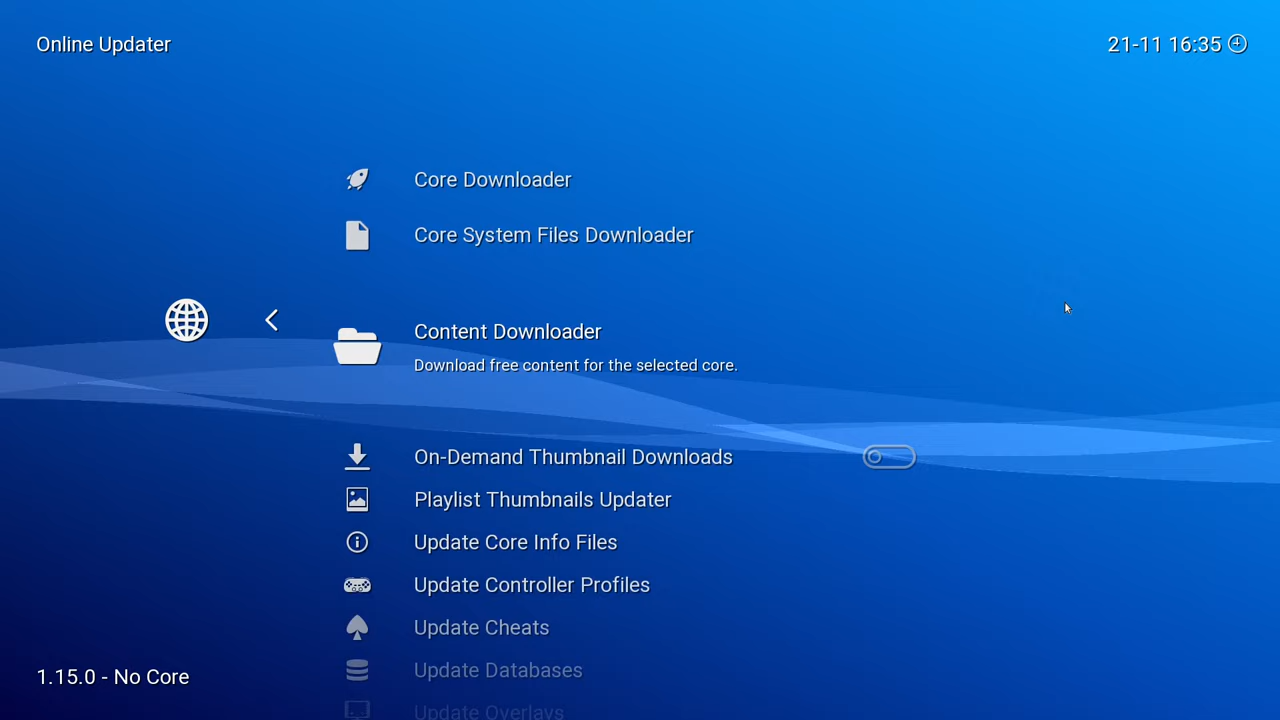 Online Updater
21-11 16:35
Core Downloader
Core System Files Downloader
Content Downloader
Download free content for the selected core.
On-Demand Thumbnail Downloads
Playlist Thumbnails Updater
Update Core Info Files
Update Controller Profiles
Update Cheats
Update Databases
Update Overlays
1.15.0 - No Core